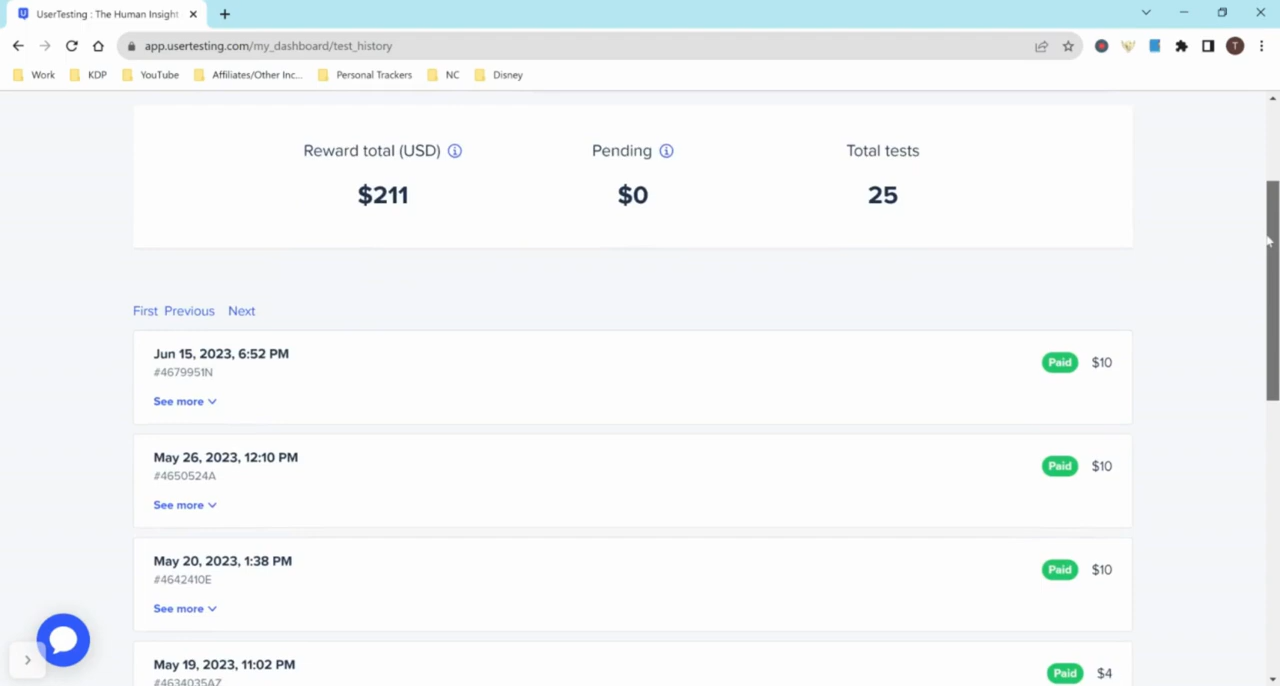 UserTesting : The Human Insight
app.usertesting.com/my_dashboard/test_history
T
Work KDP YouTube Affiliates/Other Inc... Personal Trackers NC Disney
Reward total (USD) Pending Total tests
$211 $0 25
First Previous Next
Jun 15, 2023, 6:52 PM
Paid $10
#4679951N
See more
May 26, 2023, 12:10 PM
Paid $10
#4650524A
See more
May 20, 2023, 1:38 PM
Paid $10
#4642410E
See more
May 19, 2023, 11:02 PM
Paid $4
#4634035AZ